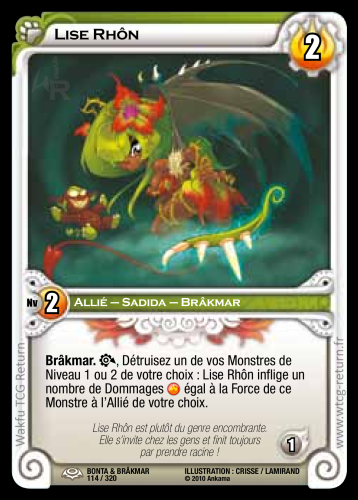 Lise Rhôn
2
Nv 2
Allié – Sadida – Brâkmar
Brâkmar. , Détruisez un de vos Monstres de
Niveau 1 ou 2 de votre choix : Lise Rhôn inflige un
nombre de Dommages égal à la Force de ce
Monstre à l'Allié de votre choix.
Lise Rhôn est plutôt du genre encombrante.
Elle s'invite chez les gens et finit toujours
par prendre racine !
1
BONTA & BRÂKMAR
114 / 320
ILLUSTRATION : CRISSE / LAMIRAND
© 2010 Ankama
Wakfu TCG Return
www.wtcg-return.fr